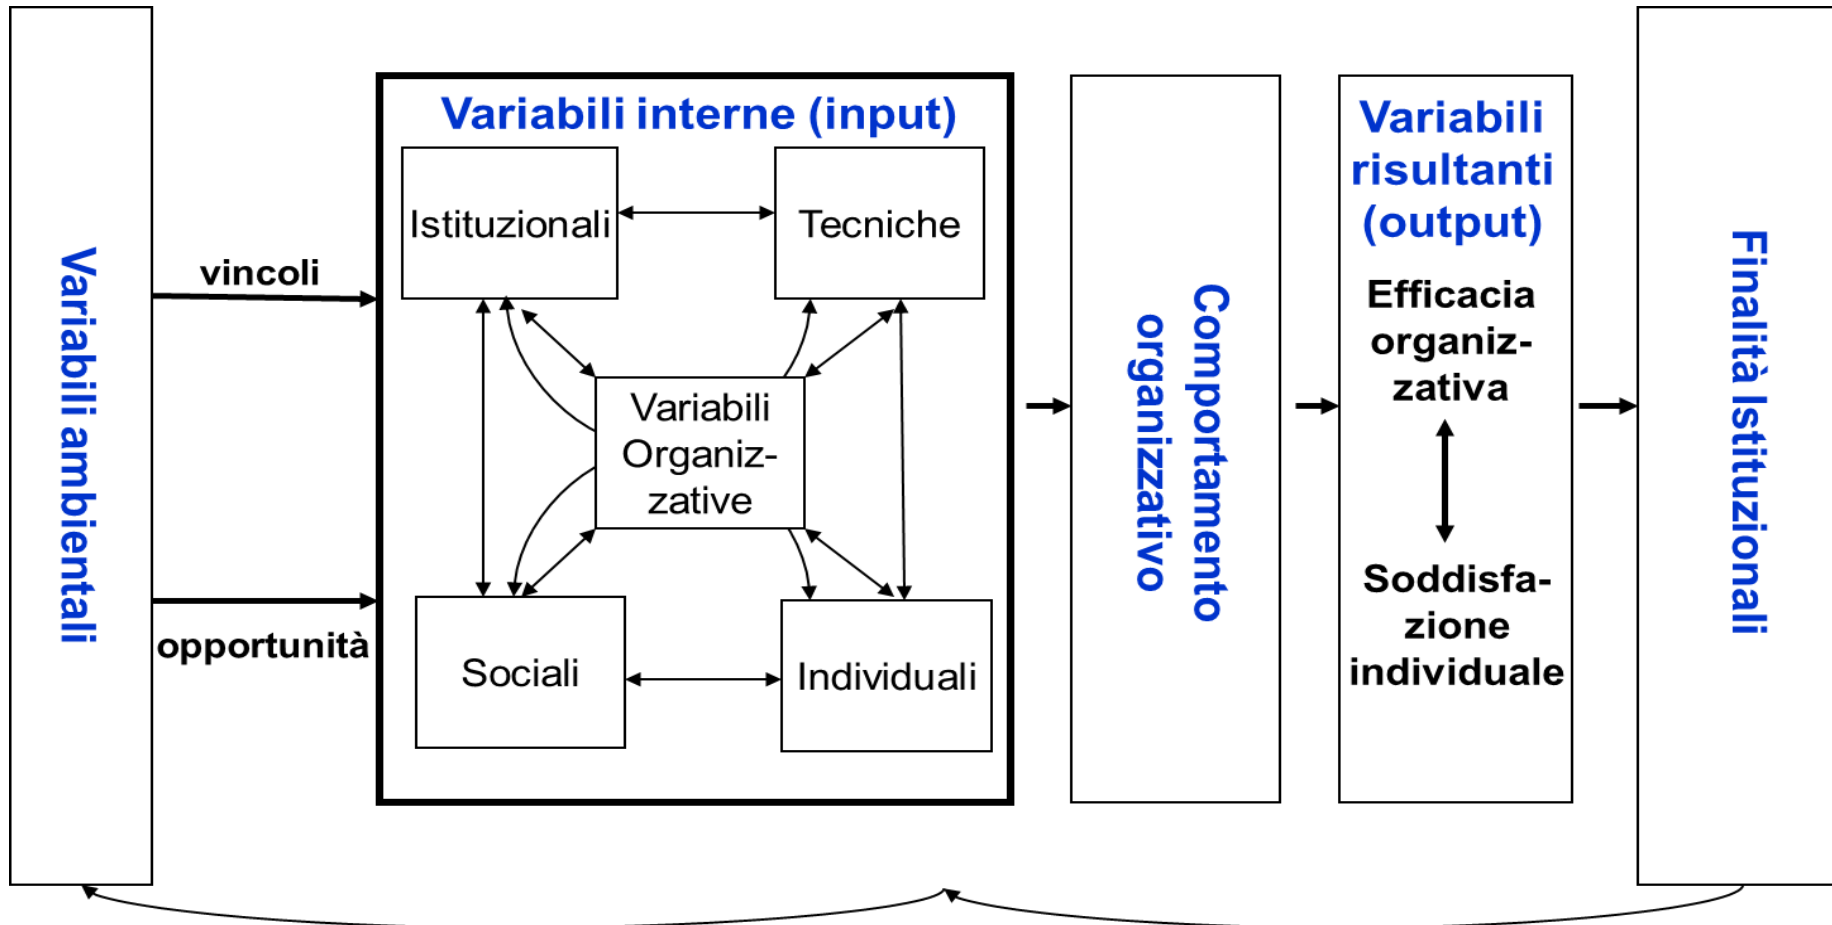 Variabili ambientali
vincoli
opportunità
Variabili interne (input)
Istituzionali
Tecniche
Variabili
Organiz-
zative
Sociali
Individuali
Comportamento
organizzativo
Variabili
risultanti
(output)
Efficacia
organiz-
zativa
Soddisfa-
zione
individuale
Finalità Istituzionali